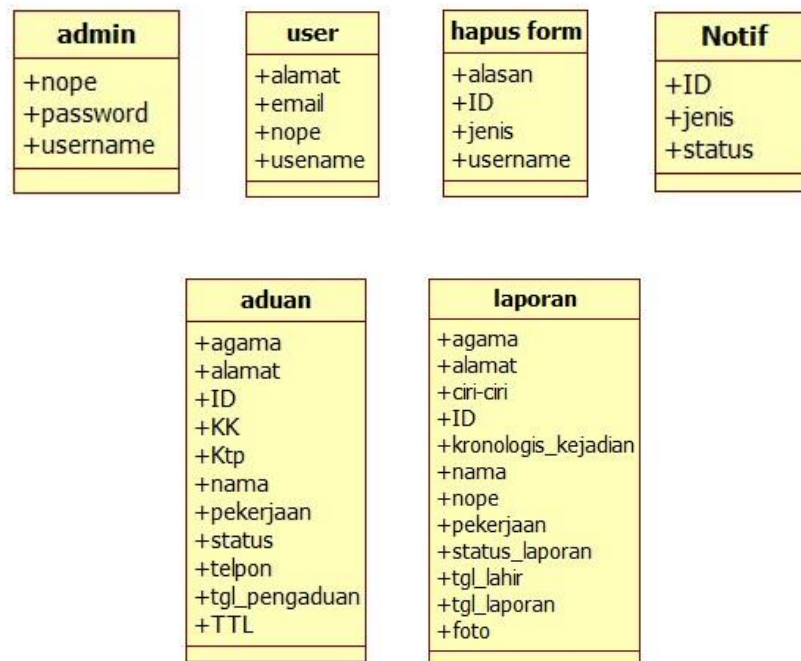 admin
+nope
+password
+username
user
+alamat
+email
+nope
+usename
hapus form
+alasan
+ID
+jenis
+username
Notif
+ID
+jenis
+status
aduan
+agama
+alamat
+ID
+KK
+Ktp
+nama
+pekerjaan
+status
+telpon
+tgl_pengaduan
+TTL
laporan
+agama
+alamat
+ciri-ciri
+ID
+kronologis_kejadian
+nama
+nope
+pekerjaan
+status_laporan
+tgl_lahir
+tgl_laporan
+foto